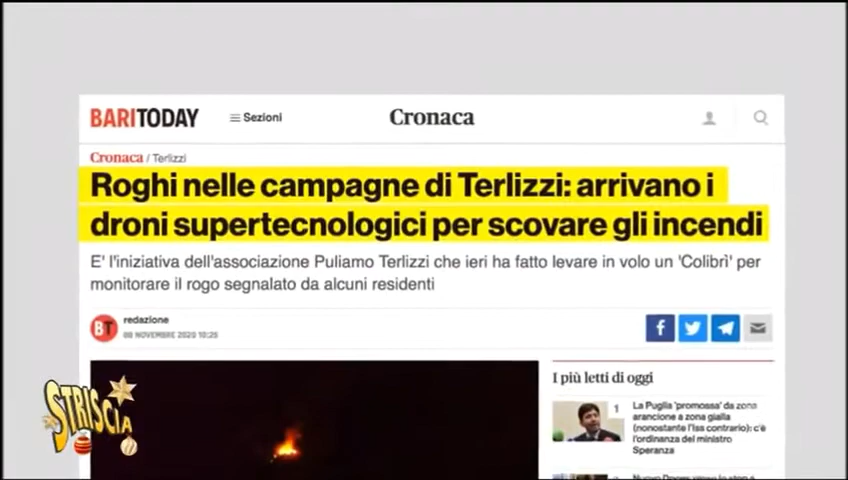 BARITODAY
Sezioni
Cronaca
Cronaca / Terlizzi
Roghi nelle campagne di Terlizzi: arrivano i
droni supertecnologici per scovare gli incendi
E' l'iniziativa dell'associazione Puliamo Terlizzi che ieri ha fatto levare in volo un 'Colibrì' per
monitorare il rogo segnalato da alcuni residenti
BT
redazione
08 NOVEMBRE 2020 10:25
I più letti di oggi
1
La Puglia 'promossa' da zona
arancione a zona gialla
(nonostante l'Iss contrario): c'è
l'ordinanza del ministro
Speranza
STRISCIA